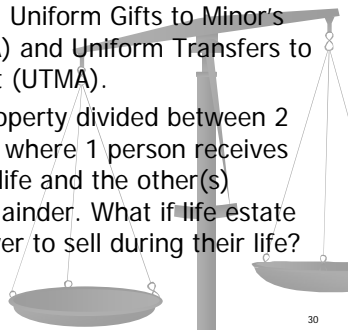 Uniform Gifts to Minor's
) and Uniform Transfers to
(UTMA).
operty divided between 2
where 1 person receives
life and the other(s)
ainder. What if life estate
er to sell during their life?
30